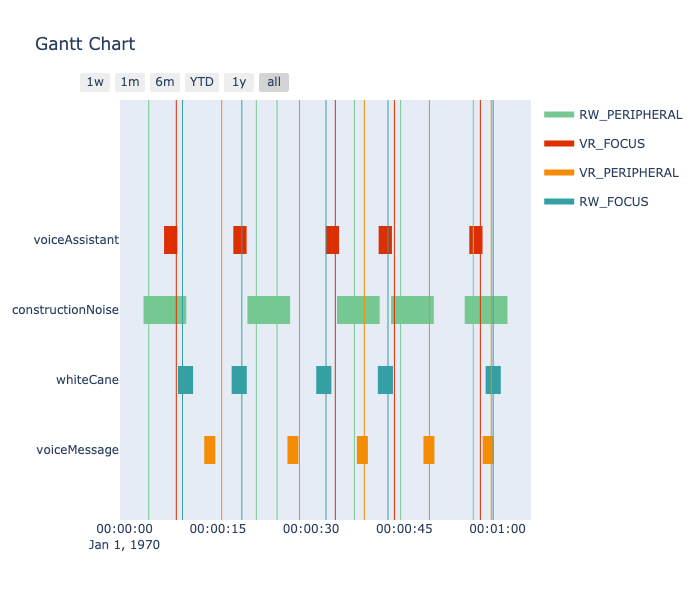 Gantt Chart
1w 1m 6m YTD 1y all
RW_PERIPHERAL
VR_FOCUS
VR_PERIPHERAL
RW_FOCUS
voiceAssistant
constructionNoise
whiteCane
voiceMessage
00:00:00 00:00:15 00:00:30 00:00:45 00:01:00
Jan 1, 1970